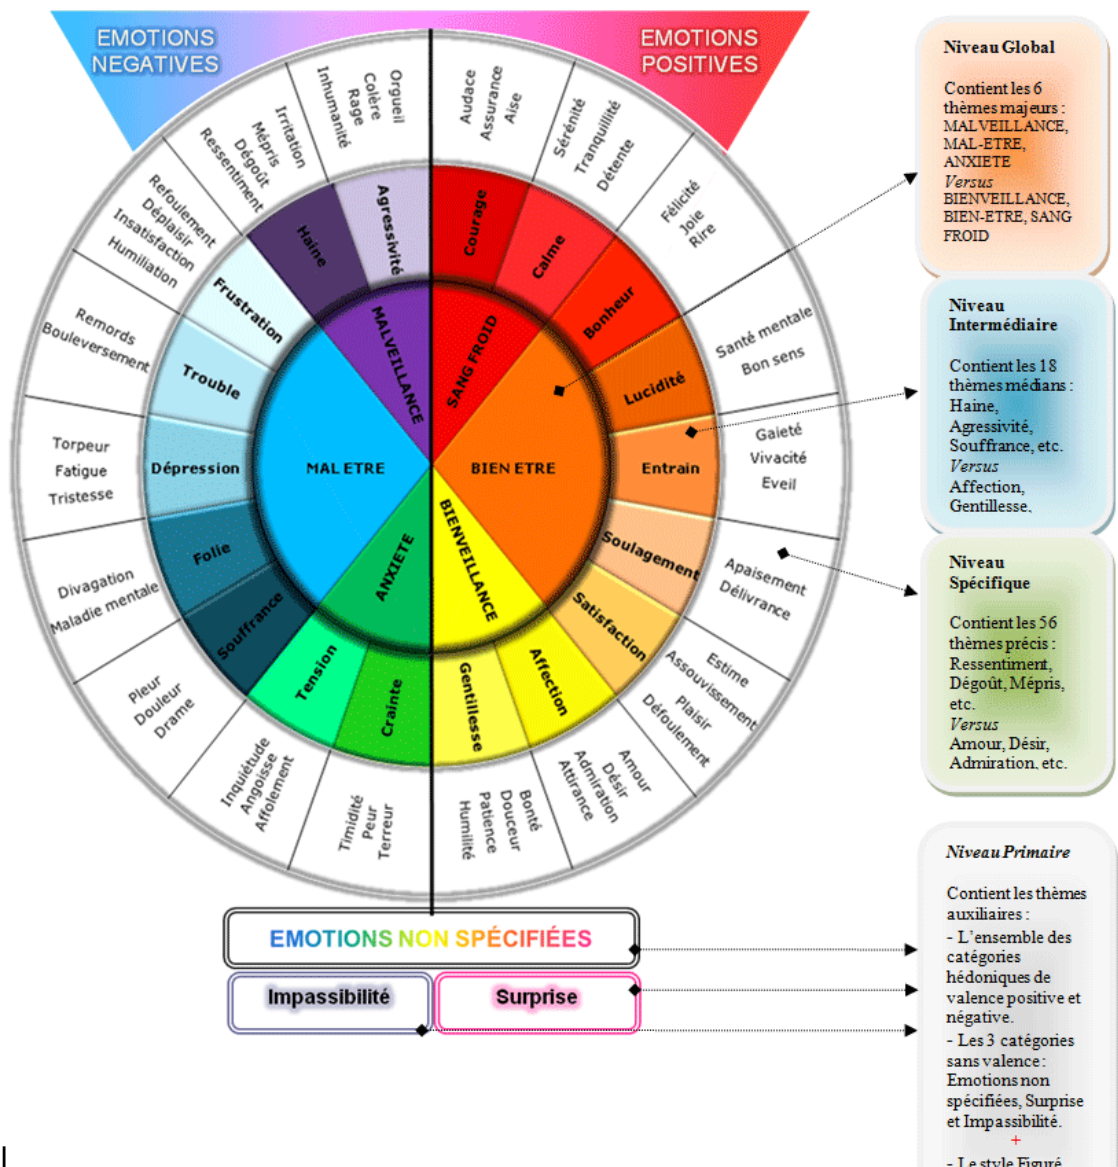 EMOTIONS
NEGATIVES
EMOTIONS
POSITIVES
Orgueil
Colère
Rage
Inhumanité
Irritation
Mépris
Dégoût
Ressentiment
Refoulement
Déplaisir
Insatisfaction
Humiliation
Remords
Bouleversement
Torpeur
Fatigue
Tristesse
Divagation
Maladie mentale
Pleur
Douleur
Drame
Inquiétude
Angoisse
Affolement
Timidité
Peur
Terreur
Audace
Assurance
Aise
Sérénité
Tranquillité
Détente
Félicité
Joie
Rire
Santé mentale
Bon sens
Gaieté
Vivacité
Eveil
Apaisement
Délivrance
Estime
Assouvissement
Plaisir
Défoulement
Amour
Désir
Admiration
Attirance
Bonté
Douceur
Patience
Humilité
Agressivité
Haine
Frustration
Trouble
Dépression
Folie
Souffrance
Tension
Crainte
Courage
Calme
Bonheur
Lucidité
Entrain
Soulagement
Satisfaction
Affection
Gentillesse
MALVEILLANCE
MAL ETRE
ANXIETE
SANG FROID
BIEN ETRE
BIENVEILLANCE
EMOTIONS NON SPÉCIFIÉES
Impassibilité
Surprise
Niveau Global
Contient les 6
thèmes majeurs :
MALVEILLANCE,
MAL-ETRE,
ANXIETE
Versus
BIENVEILLANCE,
BIEN-ETRE, SANG
FROID
Niveau
Intermédiaire
Contient les 18
thèmes médians :
Haine,
Agressivité,
Souffrance, etc.
Versus
Affection,
Gentillesse,
Niveau
Spécifique
Contient les 56
thèmes précis :
Ressentiment,
Dégoût, Mépris,
etc.
Versus
Amour, Désir,
Admiration, etc.
Niveau Primaire
Contient les thèmes
auxiliaires :
- L'ensemble des
catégories
hédoniques de
valence positive et
négative.
- Les 3 catégories
sans valence :
Emotions non
spécifiées, Surprise
et Impassibilité.
+
- Le style Figuré